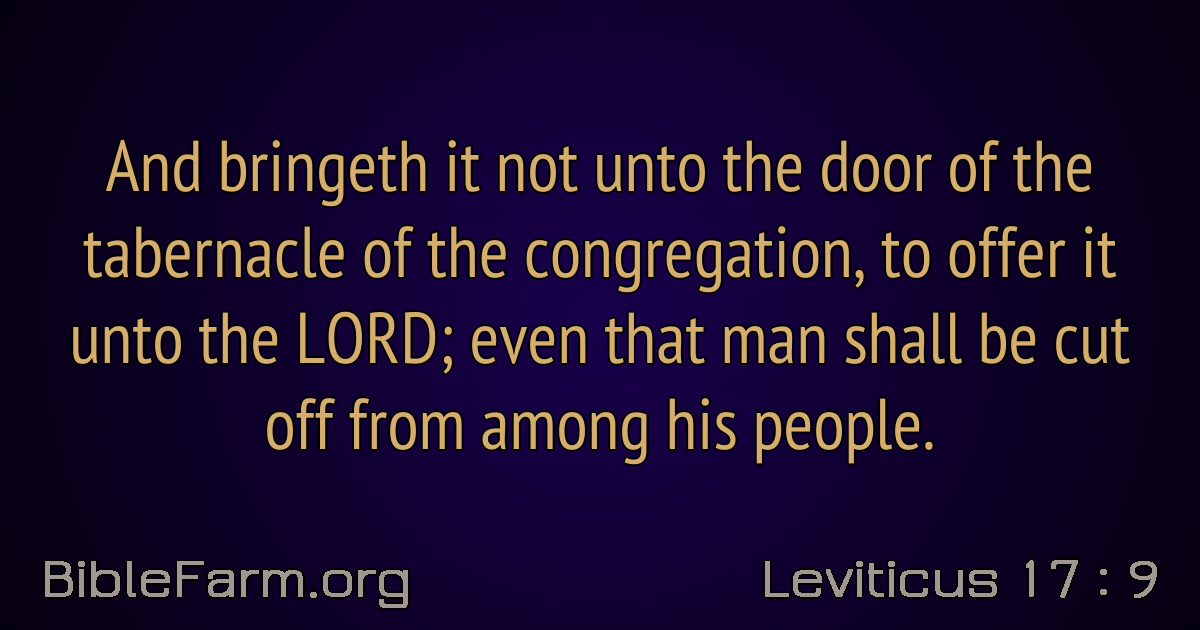 And bringeth it not unto the door of the
tabernacle of the congregation, to offer it
unto the LORD; even that man shall be cut
off from among his people.
BibleFarm.org
Leviticus 17 : 9